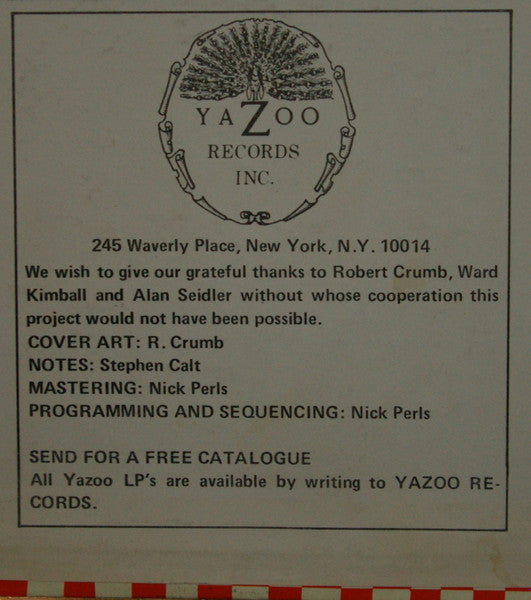 YAZOO
RECORDS
INC.
245 Waverly Place, New York, N.Y. 10014
We wish to give our grateful thanks to Robert Crumb, Ward
Kimball and Alan Seidler without whose cooperation this
project would not have been possible.
COVER ART: R. Crumb
NOTES: Stephen Calt
MASTERING: Nick Perls
PROGRAMMING AND SEQUENCING: Nick Perls
SEND FOR A FREE CATALOGUE
All Yazoo LP's are available by writing to YAZOO RE-
CORDS.